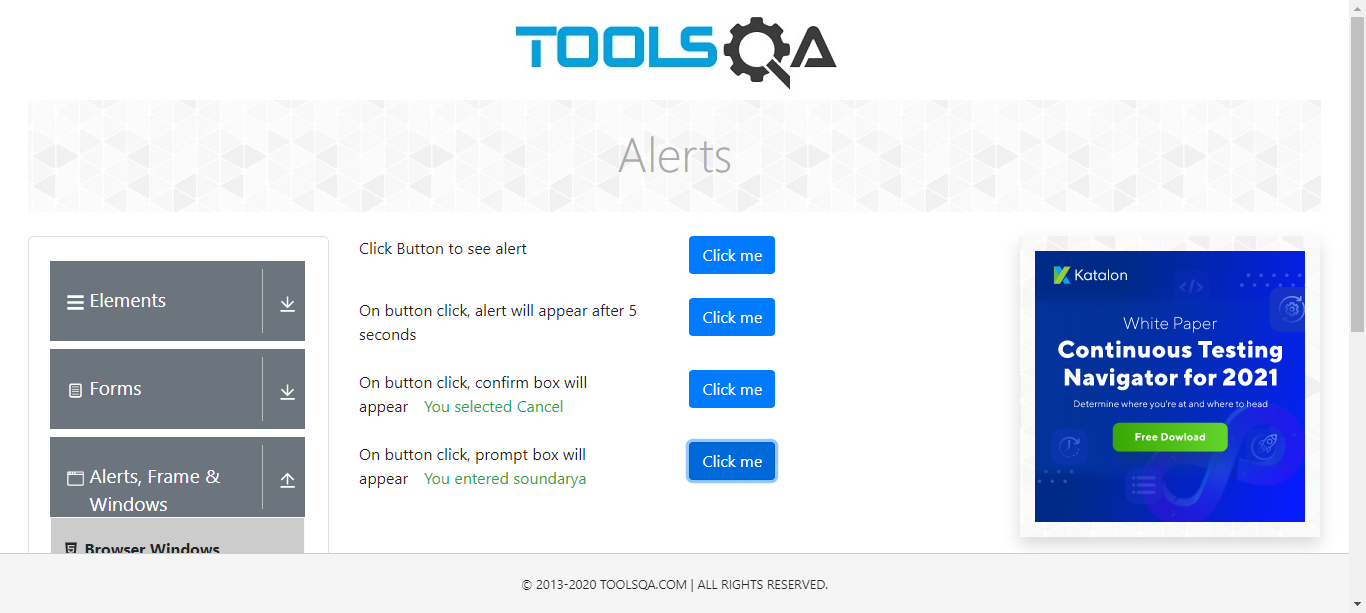 TOOLSQA
Alerts
Elements
Forms
Alerts, Frame &
Windows
Browser Windows
Click Button to see alert
Click me
On button click, alert will appear after 5
seconds
Click me
On button click, confirm box will
appear You selected Cancel
Click me
On button click, prompt box will
appear You entered soundarya
Click me
Katalon
White Paper
Continuous Testing
Navigator for 2021
Determine where you're at and where to head
Free Dowload
© 2013-2020 TOOLSQA.COM | ALL RIGHTS RESERVED.